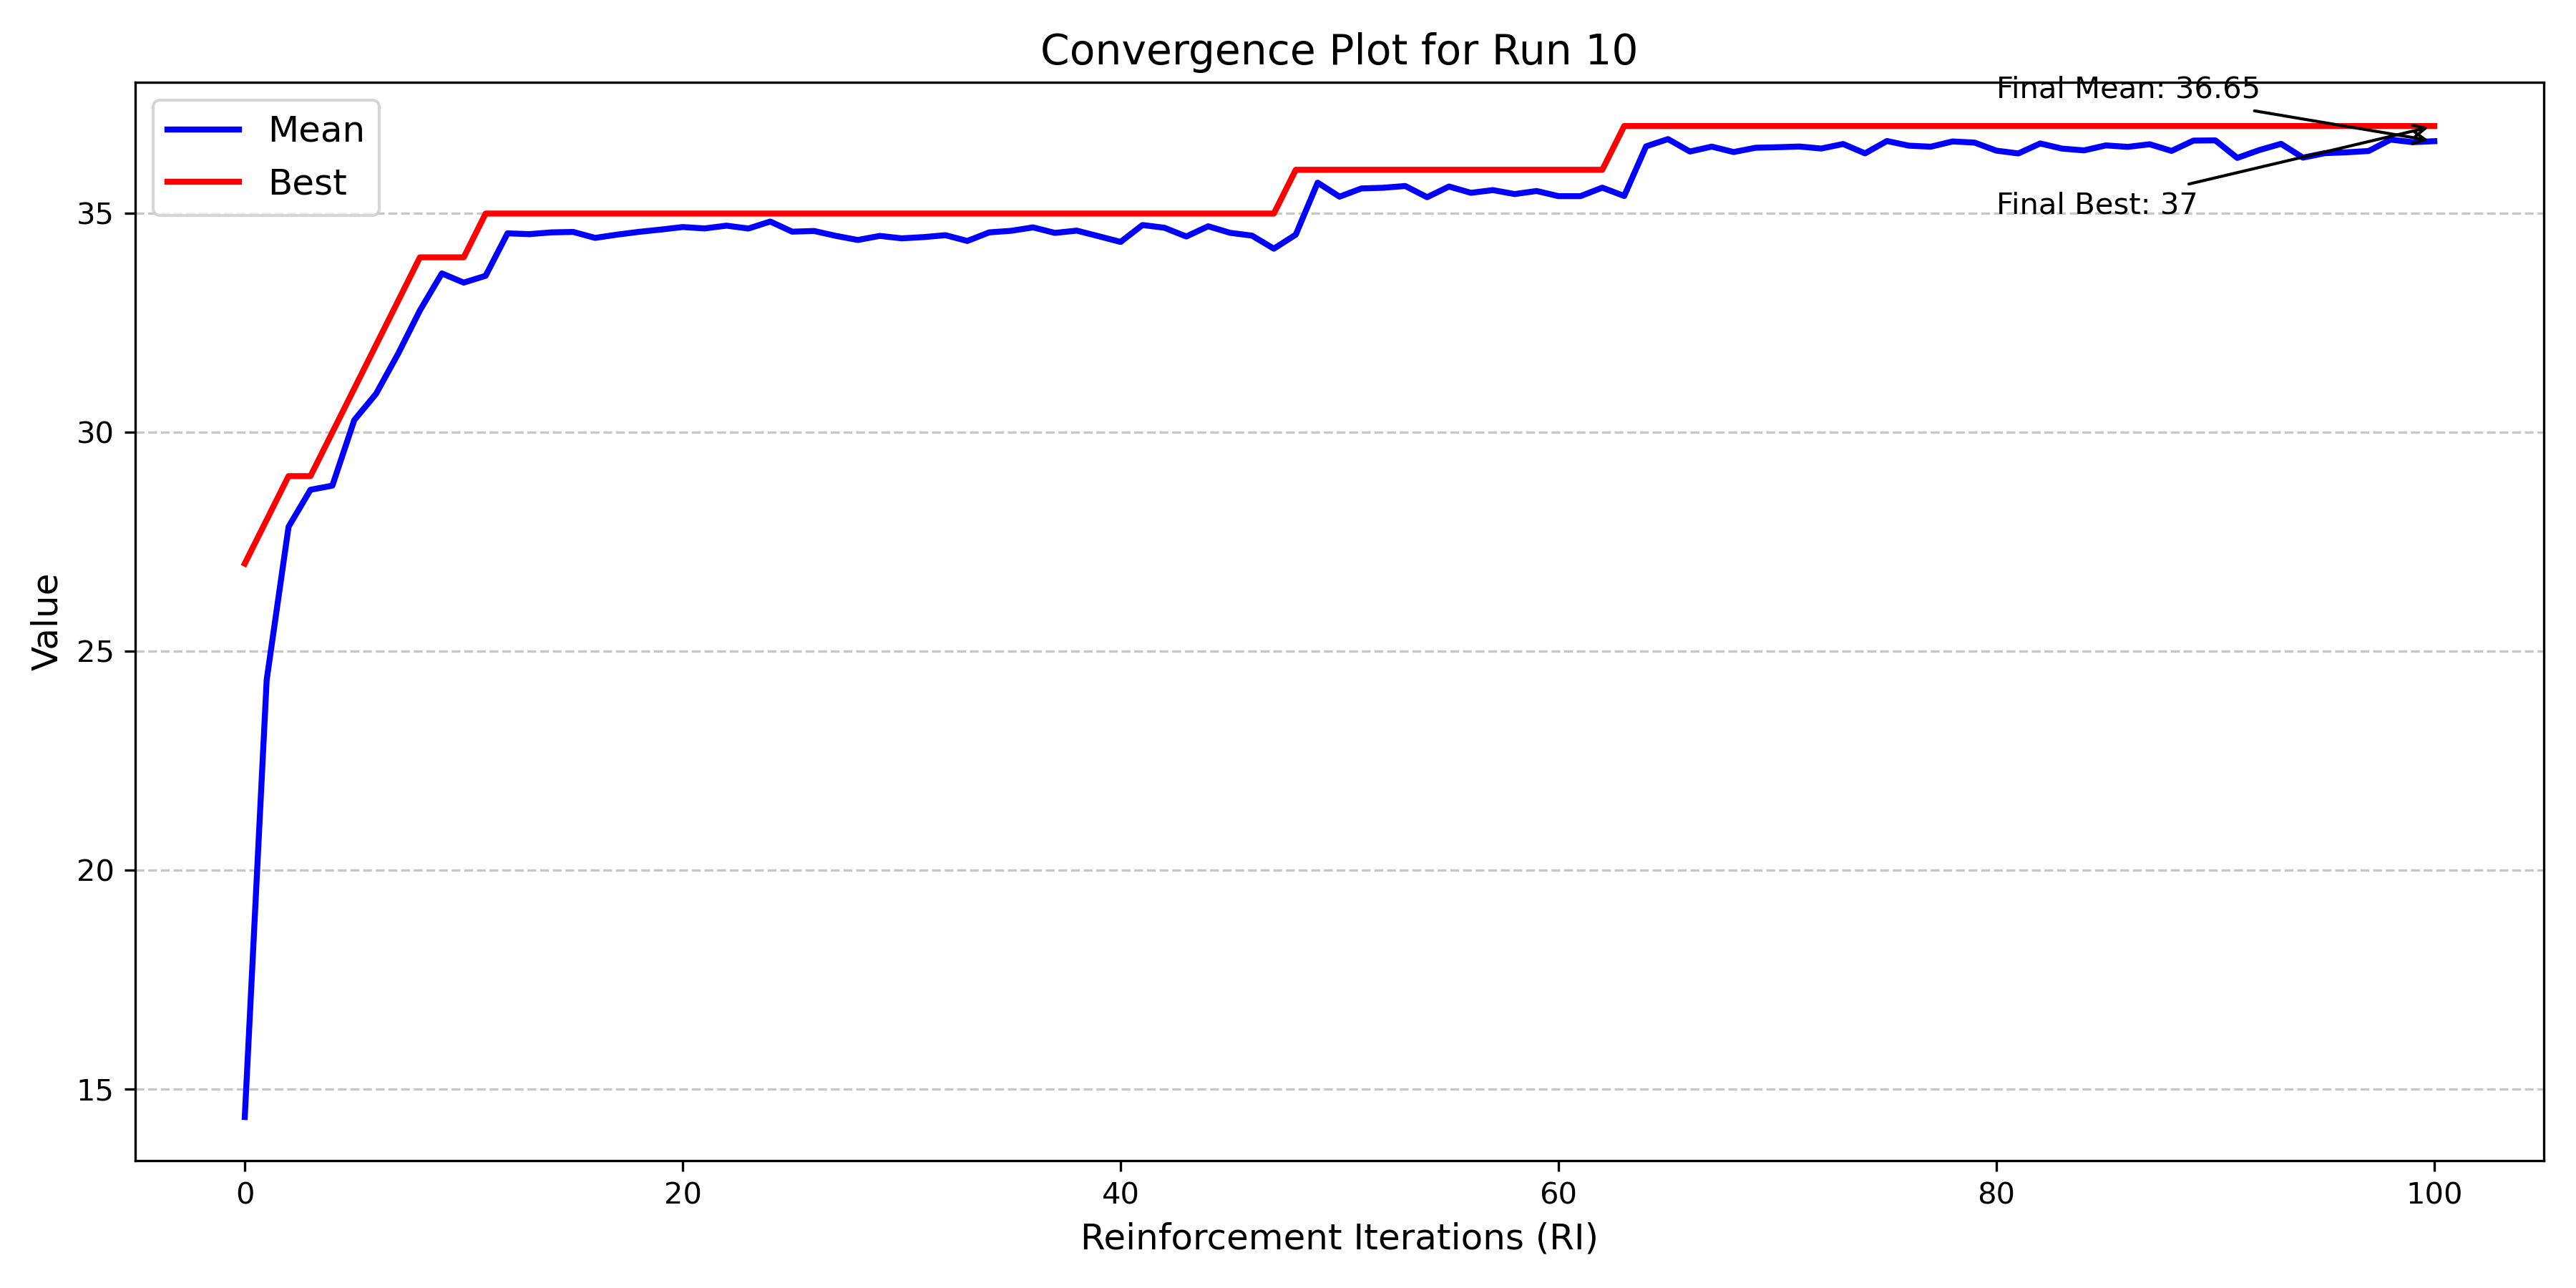 Convergence Plot for Run 10
Final Mean: 36.65
Mean
Best
Final Best: 37
35
30
25
20
15
Value
0 20 40 60 80 100
Reinforcement Iterations (RI)